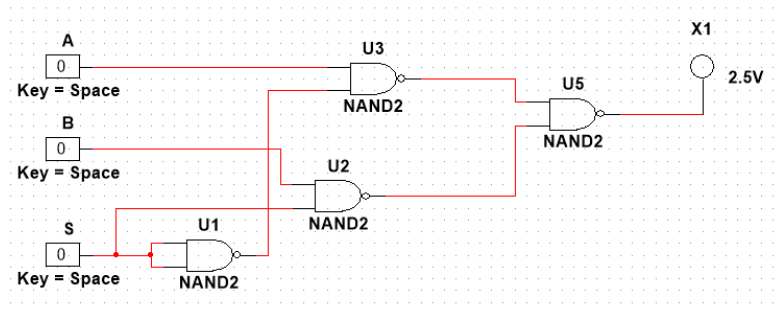 X1
2.5V
A
0
Key = Space
U3
NAND2
U5
NAND2
B
0
Key = Space
U2
NAND2
S
0
Key = Space
U1
NAND2